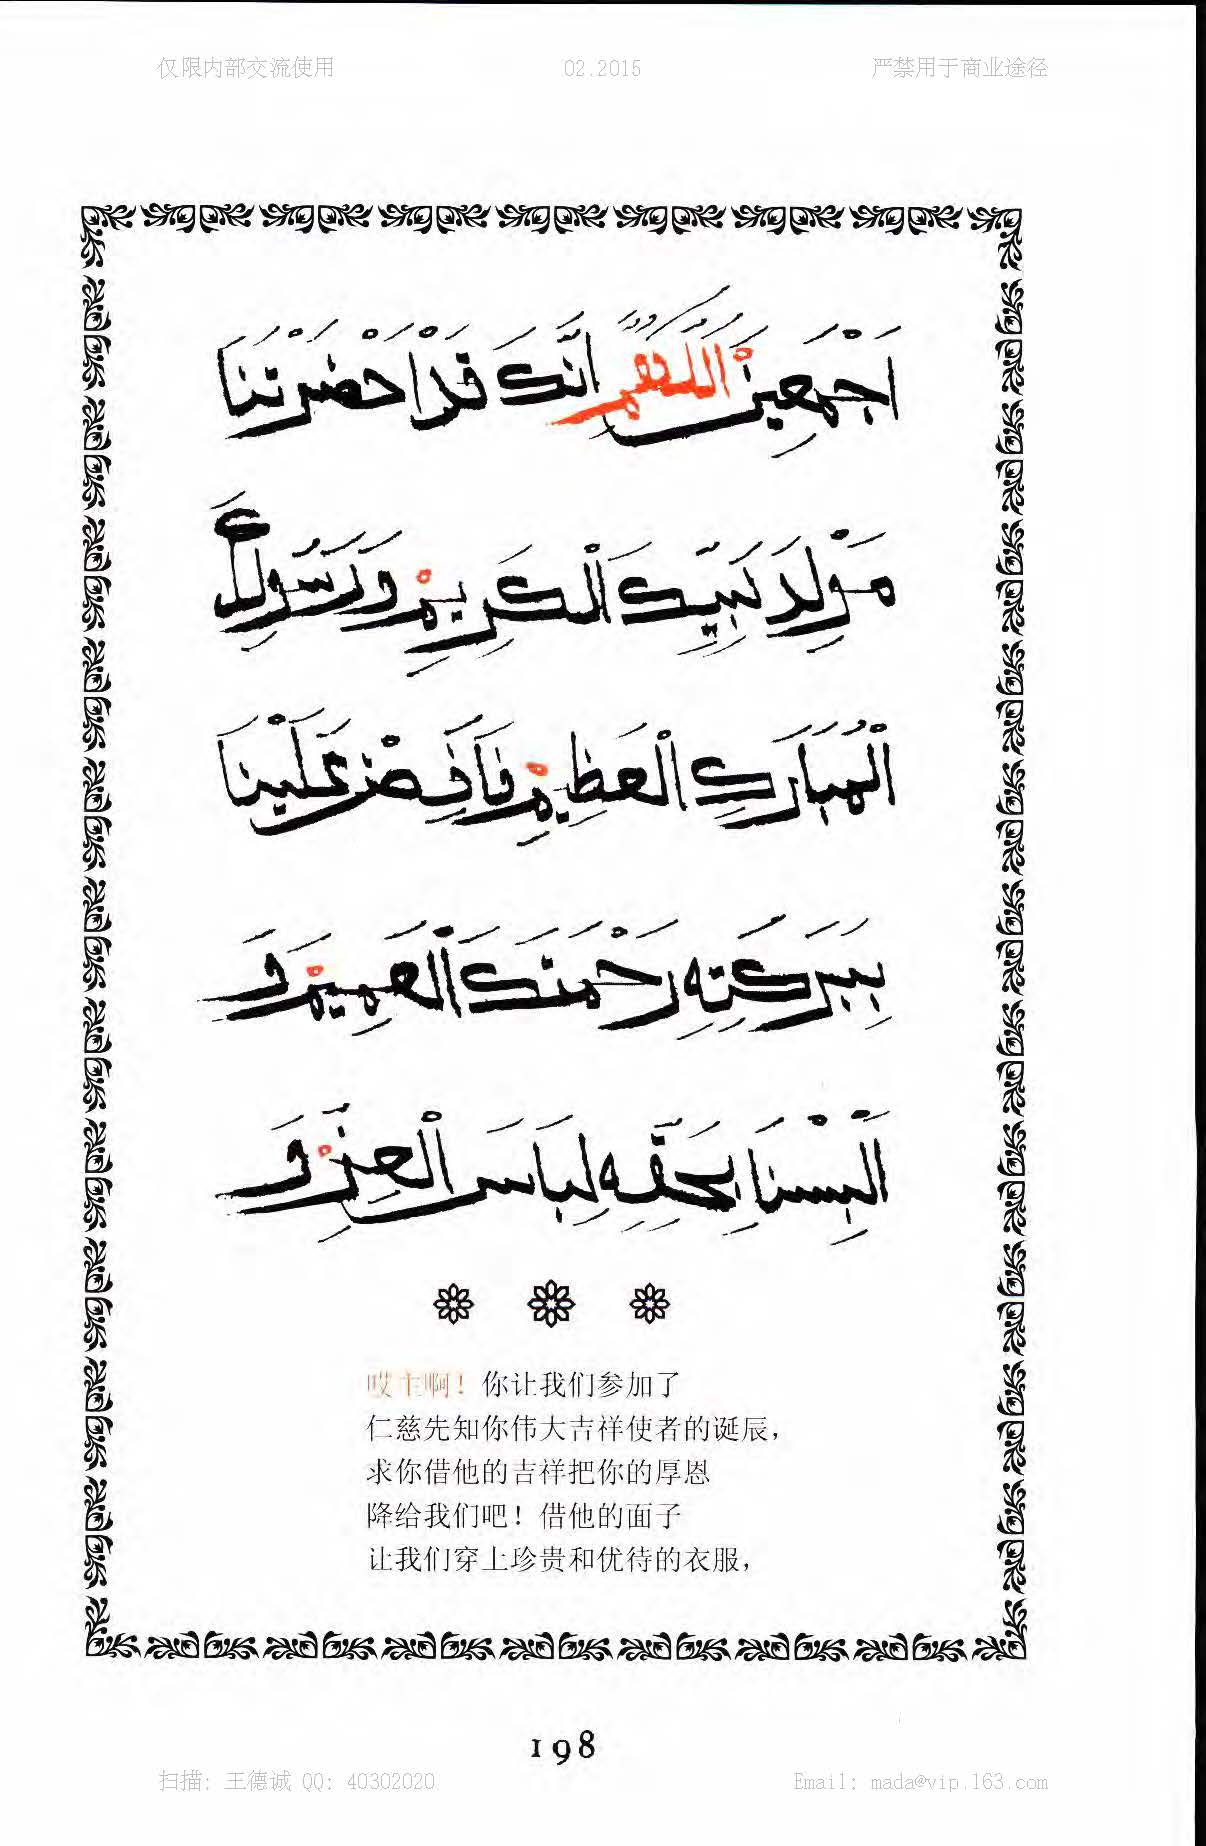 仅限内部交流使用 02.2015 严禁用于商业途径
اَجْمَعِينَ اَللّٰهُمَّ اِنَّكَ قَدْ اَحْضَرْتَنَا
مَوْلِدَ نَبِيِّكَ الْكَرِيمِ وَرَسُولِكَ
الْمُبَارَكِ الْعَظِيمِ فَاَفِضْ عَلَيْنَا
بِبَرَكَتِهِ رَحْمَتَكَ الْعَمِيمَ وَ
اَلْبِسْنَا بِحَقِّهِ لِبَاسَ الْعِزِّ وَ
哎主啊！你让我们参加了
仁慈先知你伟大吉祥使者的诞辰，
求你借他的吉祥把你的厚恩
降给我们吧！借他的面子
让我们穿上珍贵和优待的衣服，
198
扫描: 王德诚 QQ: 40302020 Email: mada@vip.163.com